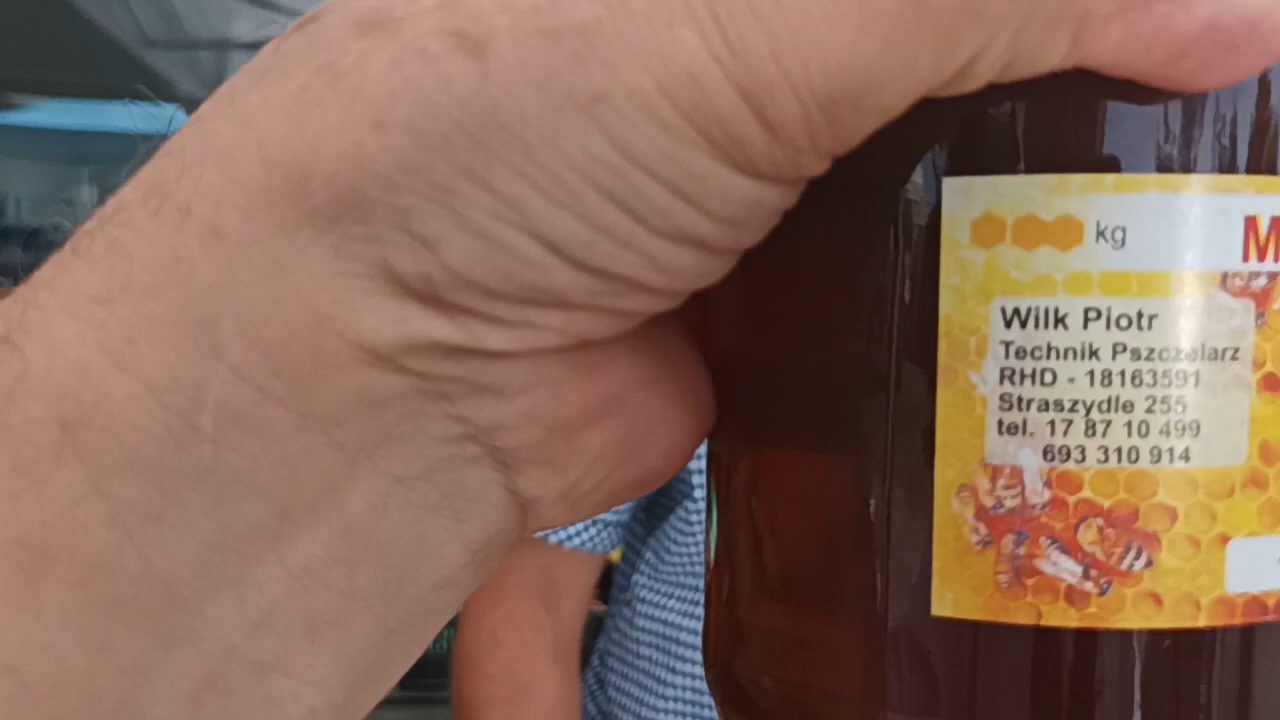 kg M
Wilk Piotr
Technik Pszczelarz
RHD - 18163591
Straszydle 255
tel. 17 87 10 499
693 310 914